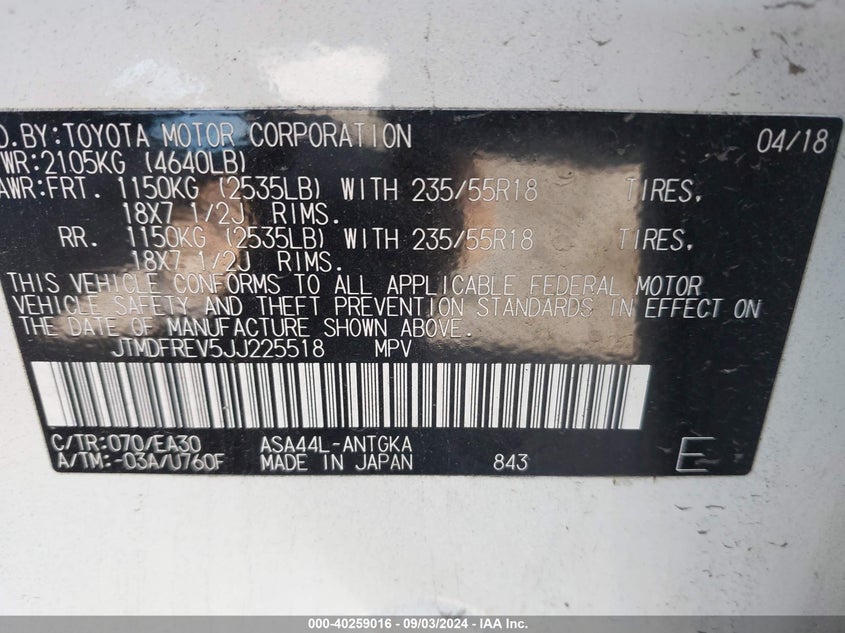 D.BY:TOYOTA MOTOR CORPORATION 04/18
WR:2105KG (4640LB)
AWR:FRT. 1150KG (2535LB) WITH 235/55R18 TIRES,
18X7 1/2J RIMS.
RR. 1150KG (2535LB) WITH 235/55R18 TIRES,
18X7 1/2J RIMS.
THIS VEHICLE CONFORMS TO ALL APPLICABLE FEDERAL MOTOR
VEHICLE SAFETY AND THEFT PREVENTION STANDARDS IN EFFECT ON
THE DATE OF MANUFACTURE SHOWN ABOVE.
JTMDFREV5JJ225518 MPV
C/TR:070/EA30 ASA44L-ANTGKA
A/TM:-03A/U760F MADE IN JAPAN 843 E
000-40259016 - 09/03/2024 - IAA Inc.